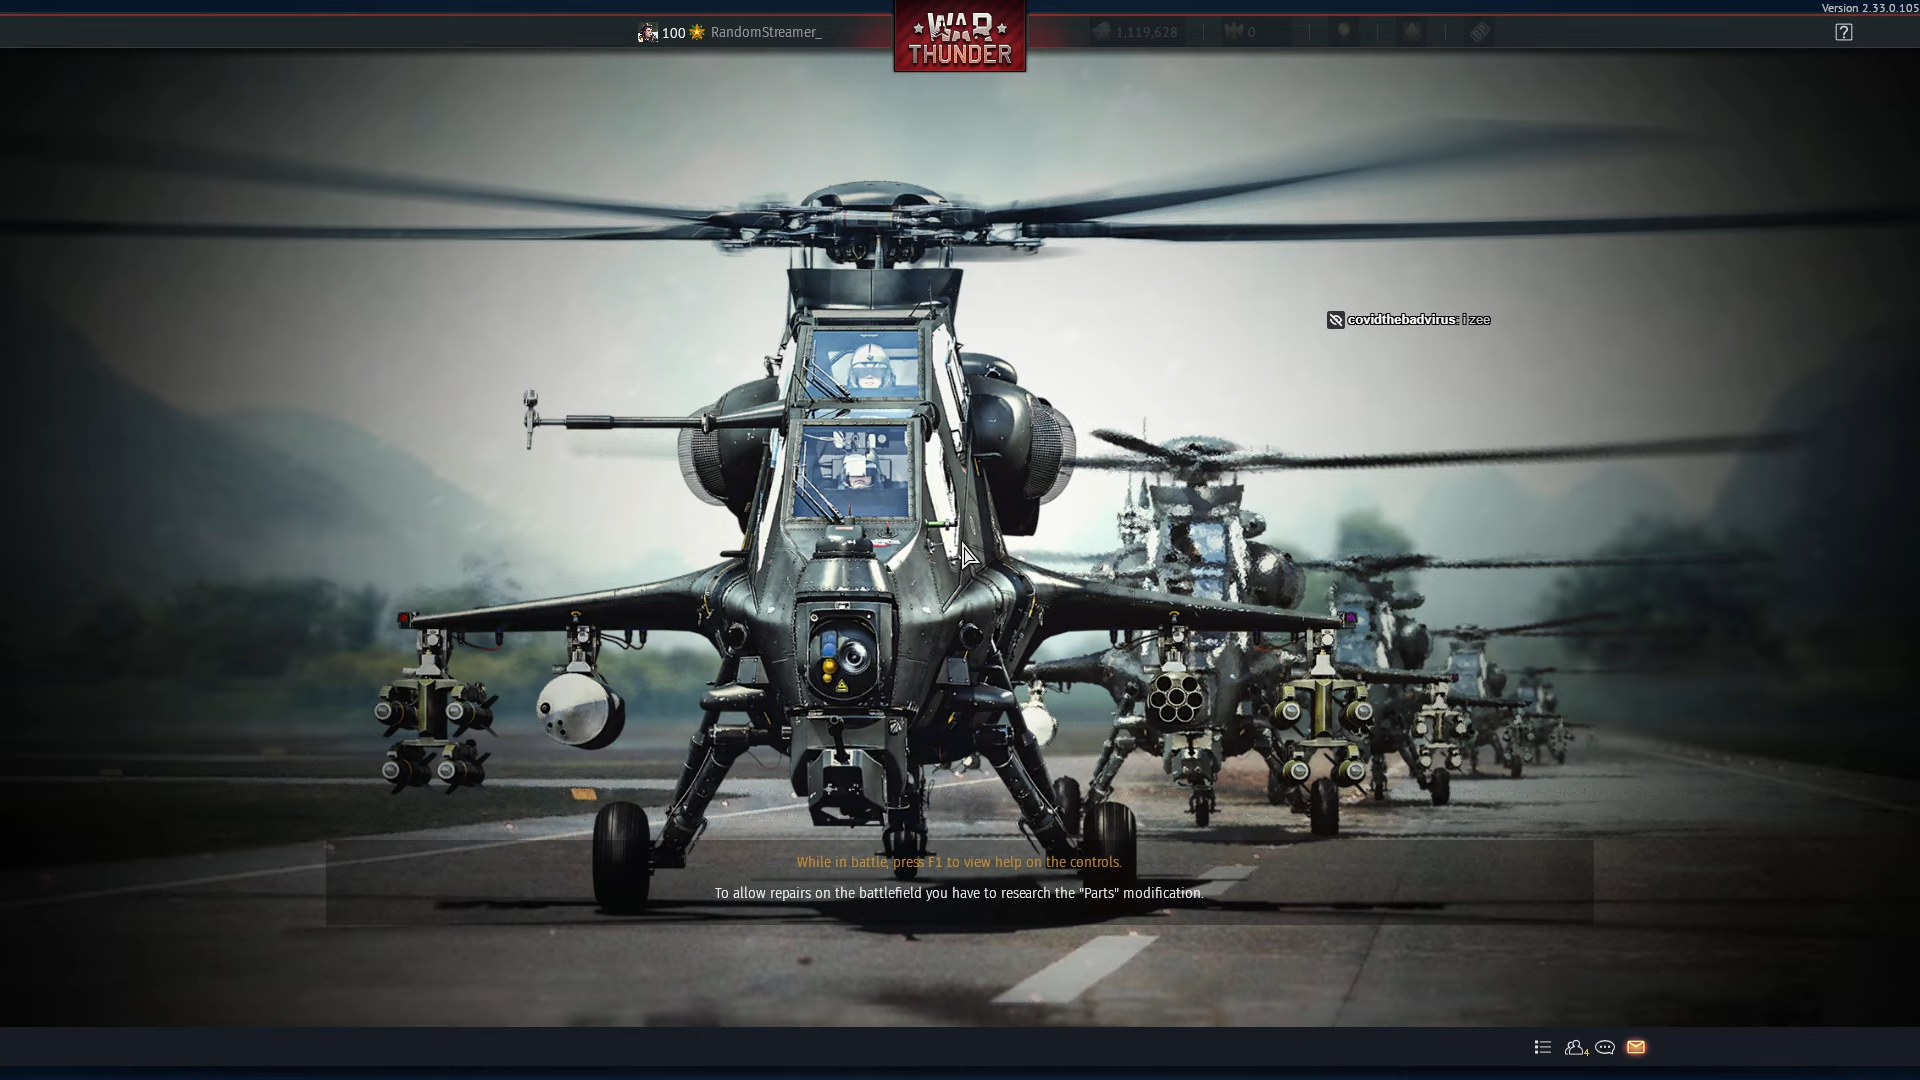 Version 2.33.0.105
100 RandomStreamer_
WAR
THUNDER
1,119,628
0
?
covidthebadvirus: i zee
While in battle, press F1 to view help on the controls.
To allow repairs on the battlefield you have to research the "Parts" modification.
4